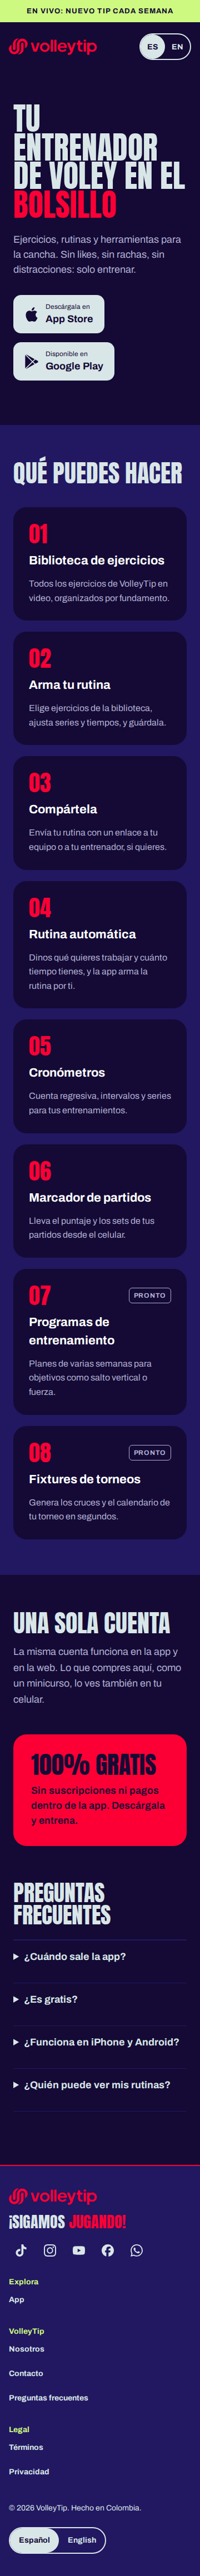 EN VIVO: NUEVO TIP CADA SEMANA
volleytip
ES EN
TU
ENTRENADOR
DE VOLEY EN EL
BOLSILLO
Ejercicios, rutinas y herramientas para
la cancha. Sin likes, sin rachas, sin
distracciones: solo entrenar.
Descárgala en
App Store
Disponible en
Google Play
QUÉ PUEDES HACER
01
Biblioteca de ejercicios
Todos los ejercicios de VolleyTip en
video, organizados por fundamento.
02
Arma tu rutina
Elige ejercicios de la biblioteca,
ajusta series y tiempos, y guárdala.
03
Compártela
Envía tu rutina con un enlace a tu
equipo o a tu entrenador, si quieres.
04
Rutina automática
Dinos qué quieres trabajar y cuánto
tiempo tienes, y la app arma la
rutina por ti.
05
Cronómetros
Cuenta regresiva, intervalos y series
para tus entrenamientos.
06
Marcador de partidos
Lleva el puntaje y los sets de tus
partidos desde el celular.
07
PRONTO
Programas de
entrenamiento
Planes de varias semanas para
objetivos como salto vertical o
fuerza.
08
PRONTO
Fixtures de torneos
Genera los cruces y el calendario de
tu torneo en segundos.
UNA SOLA CUENTA
La misma cuenta funciona en la app y
en la web. Lo que compres aquí, como
un minicurso, lo ves también en tu
celular.
100% GRATIS
Sin suscripciones ni pagos
dentro de la app. Descárgala
y entrena.
PREGUNTAS
FRECUENTES
¿Cuándo sale la app?
¿Es gratis?
¿Funciona en iPhone y Android?
¿Quién puede ver mis rutinas?
volleytip
¡SIGAMOS JUGANDO!
Explora
App
VolleyTip
Nosotros
Contacto
Preguntas frecuentes
Legal
Términos
Privacidad
© 2026 VolleyTip. Hecho en Colombia.
Español English